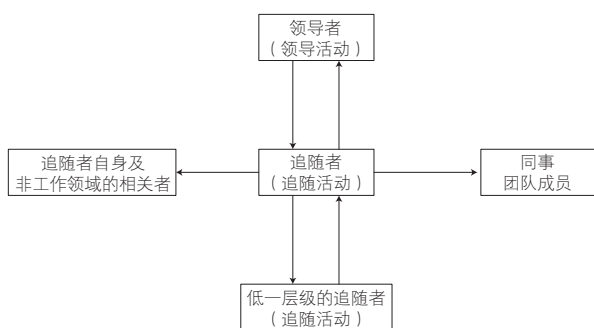 领导者
（领导活动）
追随者自身及
非工作领域的相关者
追随者
（追随活动）
同事
团队成员
低一层级的追随者
（追随活动）